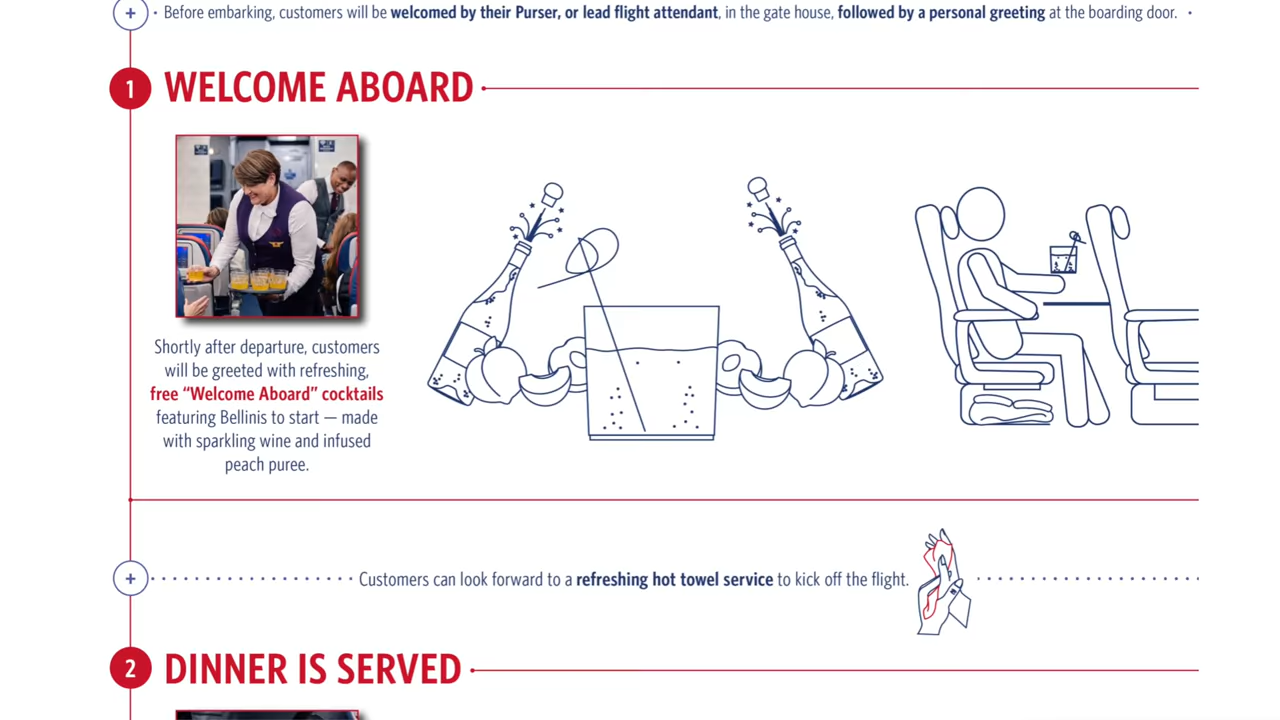 + · Before embarking, customers will be welcomed by their Purser, or lead flight attendant, in the gate house, followed by a personal greeting at the boarding door. ·
1 WELCOME ABOARD
Shortly after departure, customers
will be greeted with refreshing,
free “Welcome Aboard” cocktails
featuring Bellinis to start — made
with sparkling wine and infused
peach puree.
+ Customers can look forward to a refreshing hot towel service to kick off the flight.
2 DINNER IS SERVED